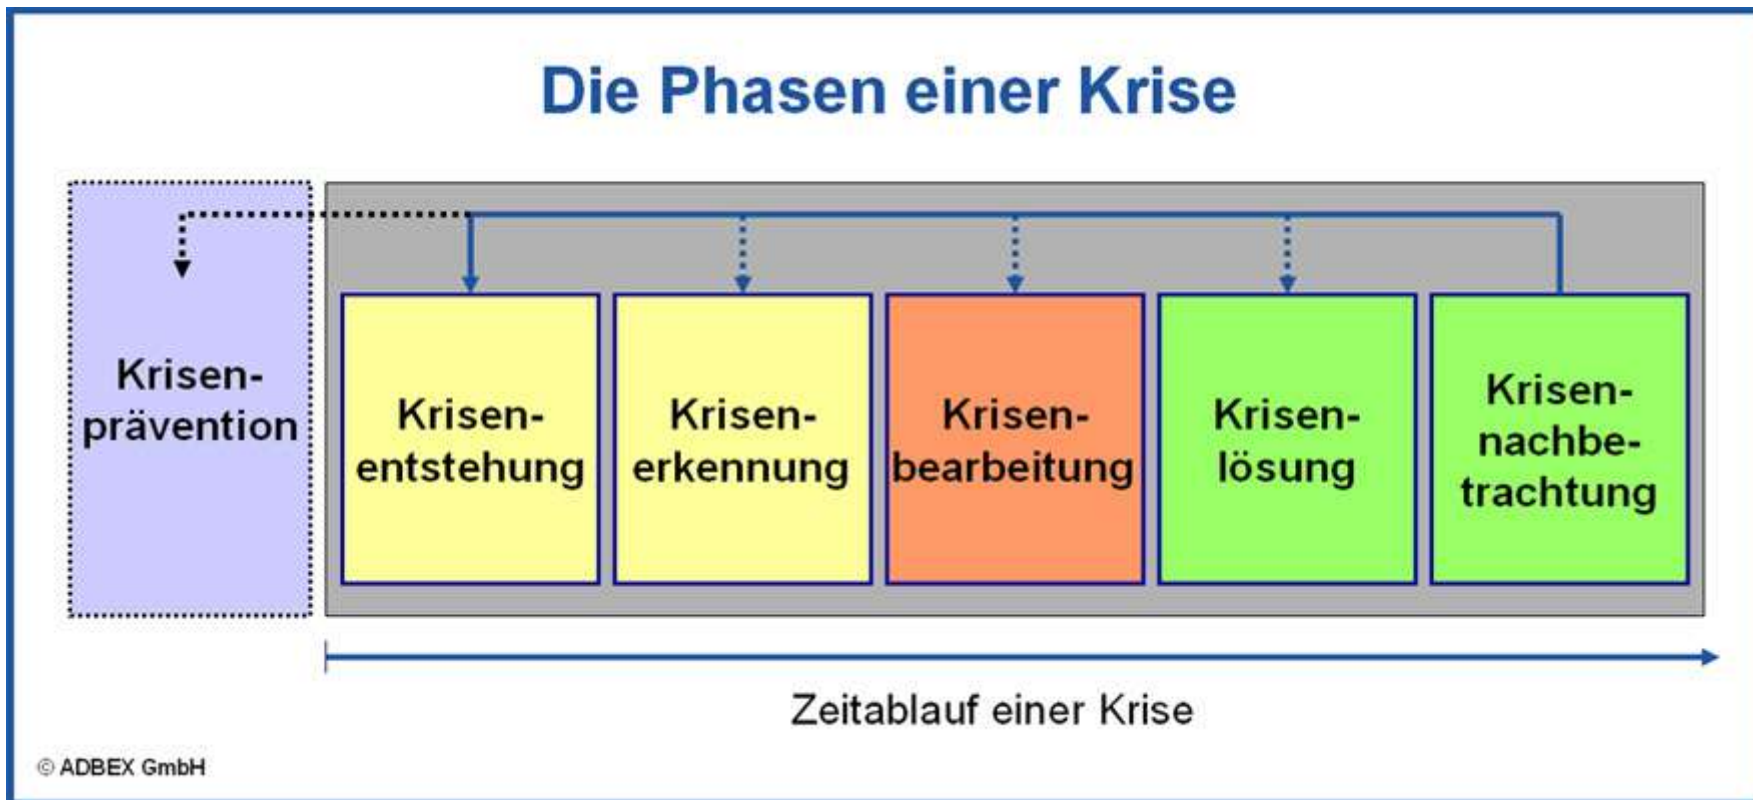 Die Phasen einer Krise
Krisen-
prävention
Krisen-
entstehung
Krisen-
erkennung
Krisen-
bearbeitung
Krisen-
lösung
Krisen-
nachbe-
trachtung
Zeitablauf einer Krise
© ADBEX GmbH